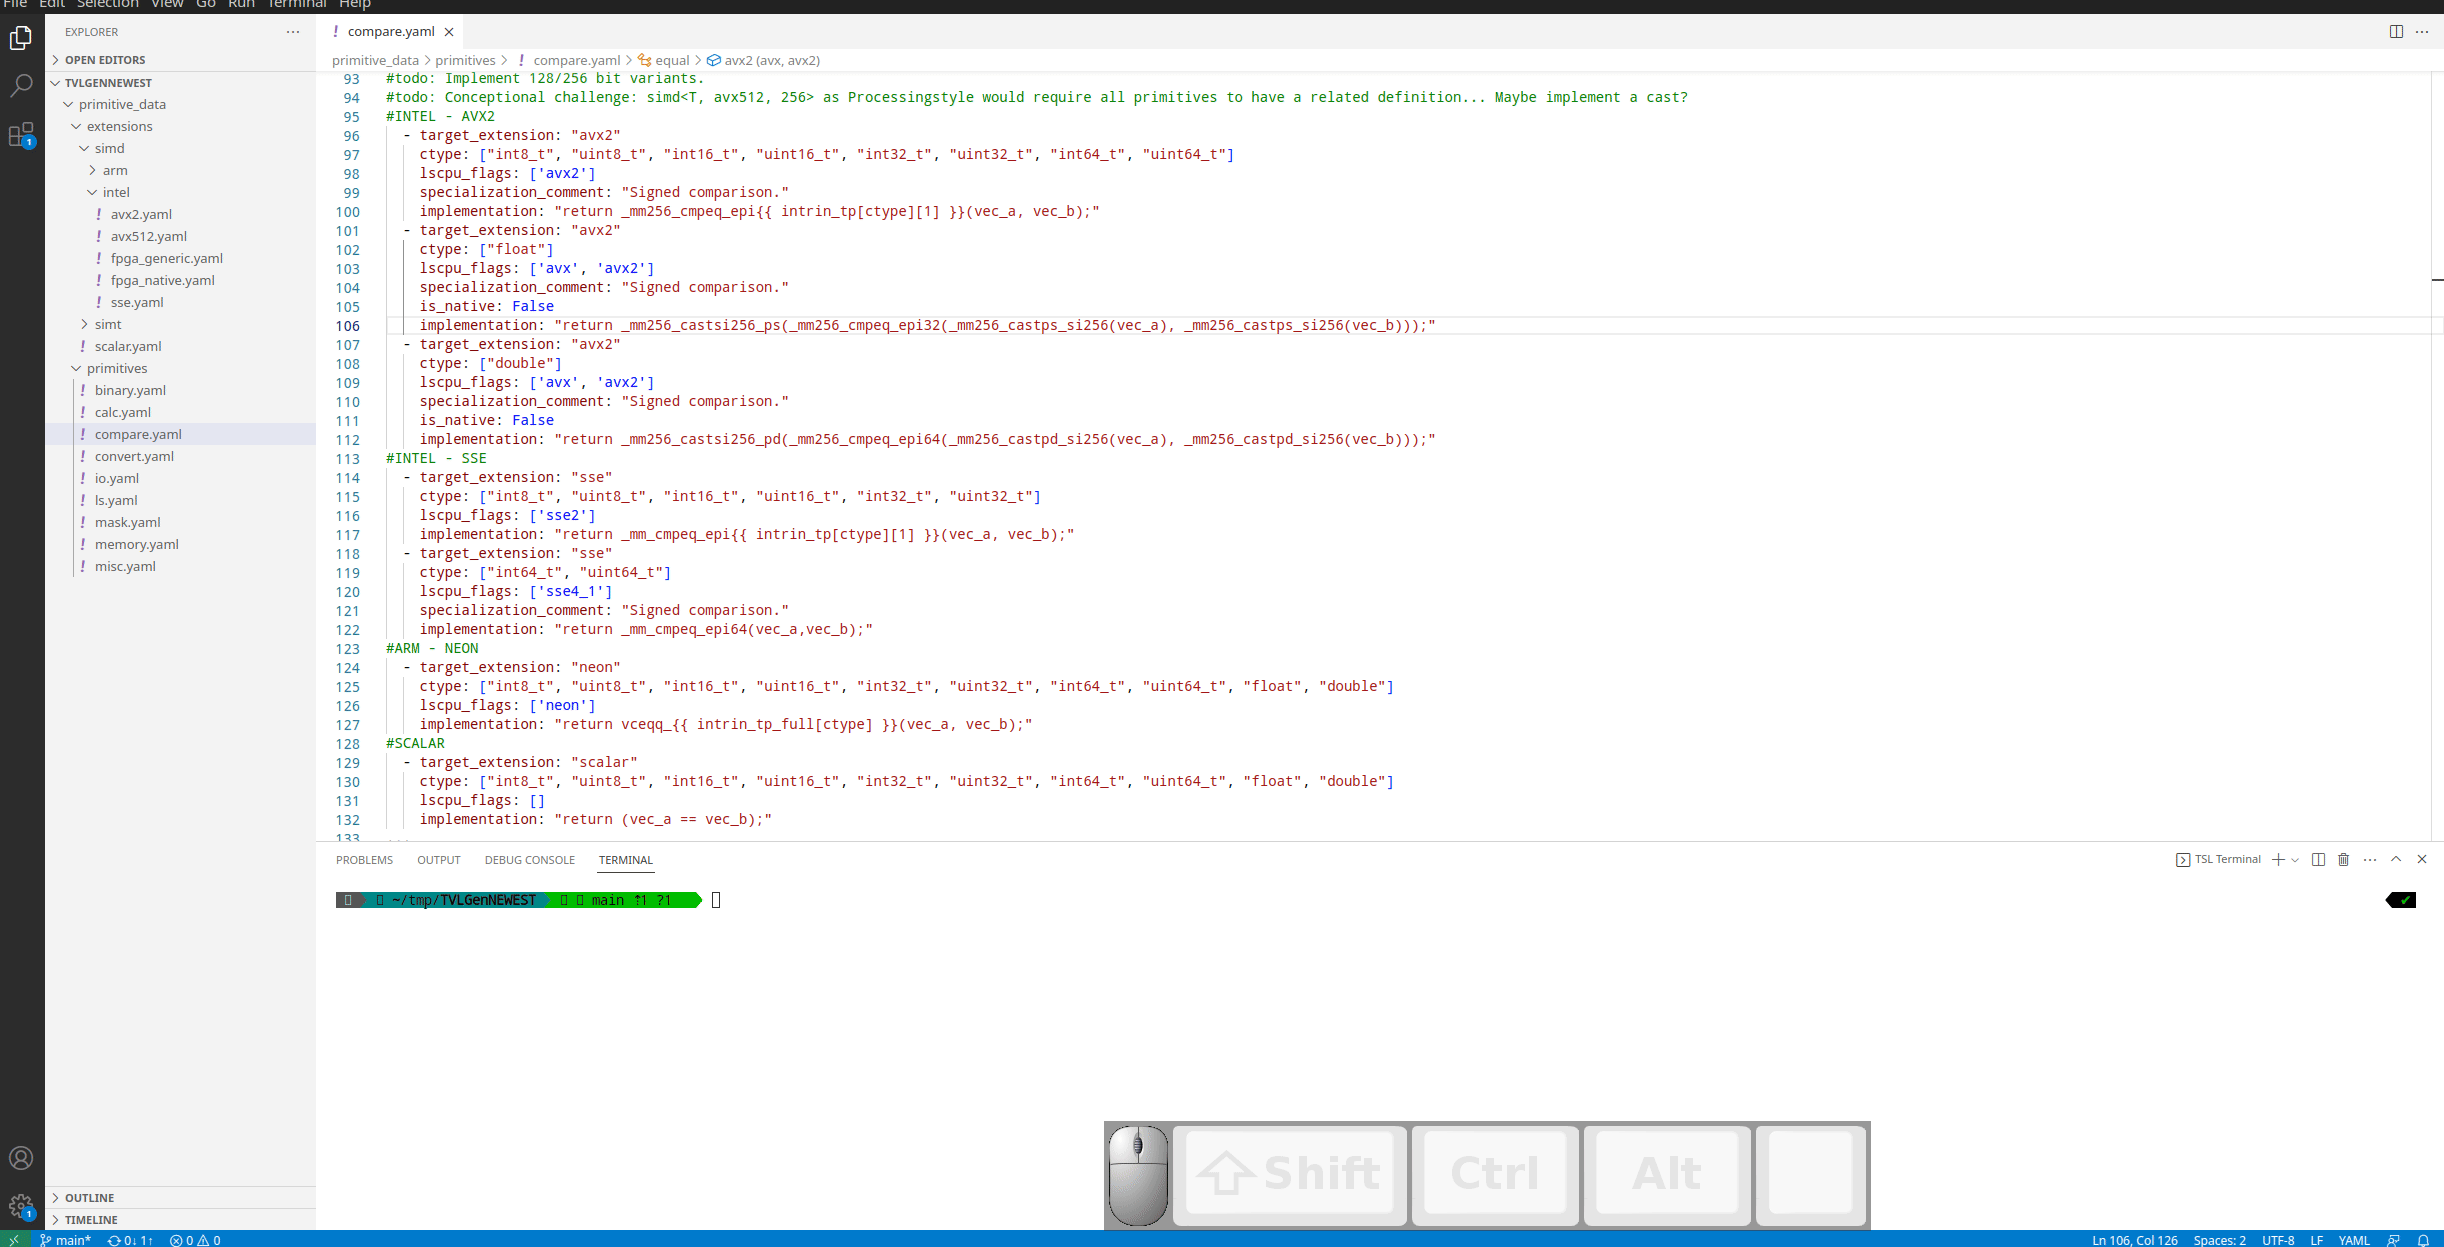 File Edit Selection View Go Run Terminal Help
EXPLORER
OPEN EDITORS
TVLGENNEWEST
primitive_data
extensions
simd
arm
intel
avx2.yaml
avx512.yaml
fpga_generic.yaml
fpga_native.yaml
sse.yaml
simt
scalar.yaml
primitives
binary.yaml
calc.yaml
compare.yaml
convert.yaml
io.yaml
ls.yaml
mask.yaml
memory.yaml
misc.yaml
OUTLINE
TIMELINE
1
1
! compare.yaml
primitive_data > primitives > ! compare.yaml > equal > avx2 (avx, avx2)
93 #todo: Implement 128/256 bit variants.
94 #todo: Conceptional challenge: simd<T, avx512, 256> as Processingstyle would require all primitives to have a related definition... Maybe implement a cast?
95 #INTEL - AVX2
96 - target_extension: "avx2"
97 ctype: ["int8_t", "uint8_t", "int16_t", "uint16_t", "int32_t", "uint32_t", "int64_t", "uint64_t"]
98 lscpu_flags: ['avx2']
99 specialization_comment: "Signed comparison."
100 implementation: "return _mm256_cmpeq_epi{{ intrin_tp[ctype][1] }}(vec_a, vec_b);"
101 - target_extension: "avx2"
102 ctype: ["float"]
103 lscpu_flags: ['avx', 'avx2']
104 specialization_comment: "Signed comparison."
105 is_native: False
106 implementation: "return _mm256_castsi256_ps(_mm256_cmpeq_epi32(_mm256_castps_si256(vec_a), _mm256_castps_si256(vec_b)));"
107 - target_extension: "avx2"
108 ctype: ["double"]
109 lscpu_flags: ['avx', 'avx2']
110 specialization_comment: "Signed comparison."
111 is_native: False
112 implementation: "return _mm256_castsi256_pd(_mm256_cmpeq_epi64(_mm256_castpd_si256(vec_a), _mm256_castpd_si256(vec_b)));"
113 #INTEL - SSE
114 - target_extension: "sse"
115 ctype: ["int8_t", "uint8_t", "int16_t", "uint16_t", "int32_t", "uint32_t"]
116 lscpu_flags: ['sse2']
117 implementation: "return _mm_cmpeq_epi{{ intrin_tp[ctype][1] }}(vec_a, vec_b);"
118 - target_extension: "sse"
119 ctype: ["int64_t", "uint64_t"]
120 lscpu_flags: ['sse4_1']
121 specialization_comment: "Signed comparison."
122 implementation: "return _mm_cmpeq_epi64(vec_a,vec_b);"
123 #ARM - NEON
124 - target_extension: "neon"
125 ctype: ["int8_t", "uint8_t", "int16_t", "uint16_t", "int32_t", "uint32_t", "int64_t", "uint64_t", "float", "double"]
126 lscpu_flags: ['neon']
127 implementation: "return vceqq_{{ intrin_tp_full[ctype] }}(vec_a, vec_b);"
128 #SCALAR
129 - target_extension: "scalar"
130 ctype: ["int8_t", "uint8_t", "int16_t", "uint16_t", "int32_t", "uint32_t", "int64_t", "uint64_t", "float", "double"]
131 lscpu_flags: []
132 implementation: "return (vec_a == vec_b);"
133
PROBLEMS OUTPUT DEBUG CONSOLE TERMINAL
TSL Terminal
~/tmp/TVLGenNEWEST main ⇡1 ?1
Shift Ctrl Alt
main* 0↓ 1↑ 0 0
Ln 106, Col 126 Spaces: 2 UTF-8 LF YAML